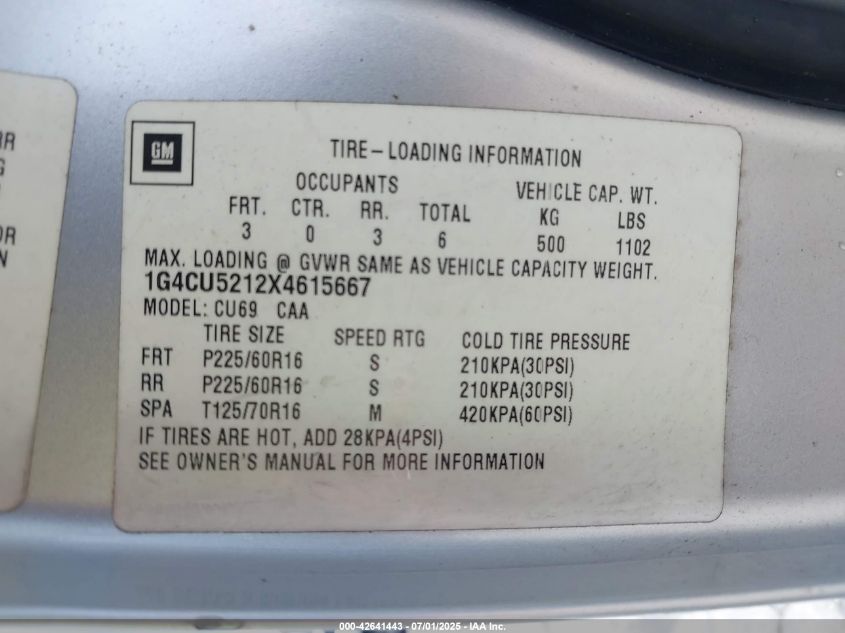 GM
TIRE-LOADING INFORMATION
OCCUPANTS VEHICLE CAP. WT.
FRT. CTR. RR. TOTAL KG LBS
3 0 3 6 500 1102
MAX. LOADING @ GVWR SAME AS VEHICLE CAPACITY WEIGHT.
1G4CU5212X4615667
MODEL: CU69 CAA
TIRE SIZE SPEED RTG COLD TIRE PRESSURE
FRT P225/60R16 S 210KPA(30PSI)
RR P225/60R16 S 210KPA(30PSI)
SPA T125/70R16 M 420KPA(60PSI)
IF TIRES ARE HOT, ADD 28KPA(4PSI)
SEE OWNER'S MANUAL FOR MORE INFORMATION
000-42641443 - 07/01/2025 - IAA Inc.